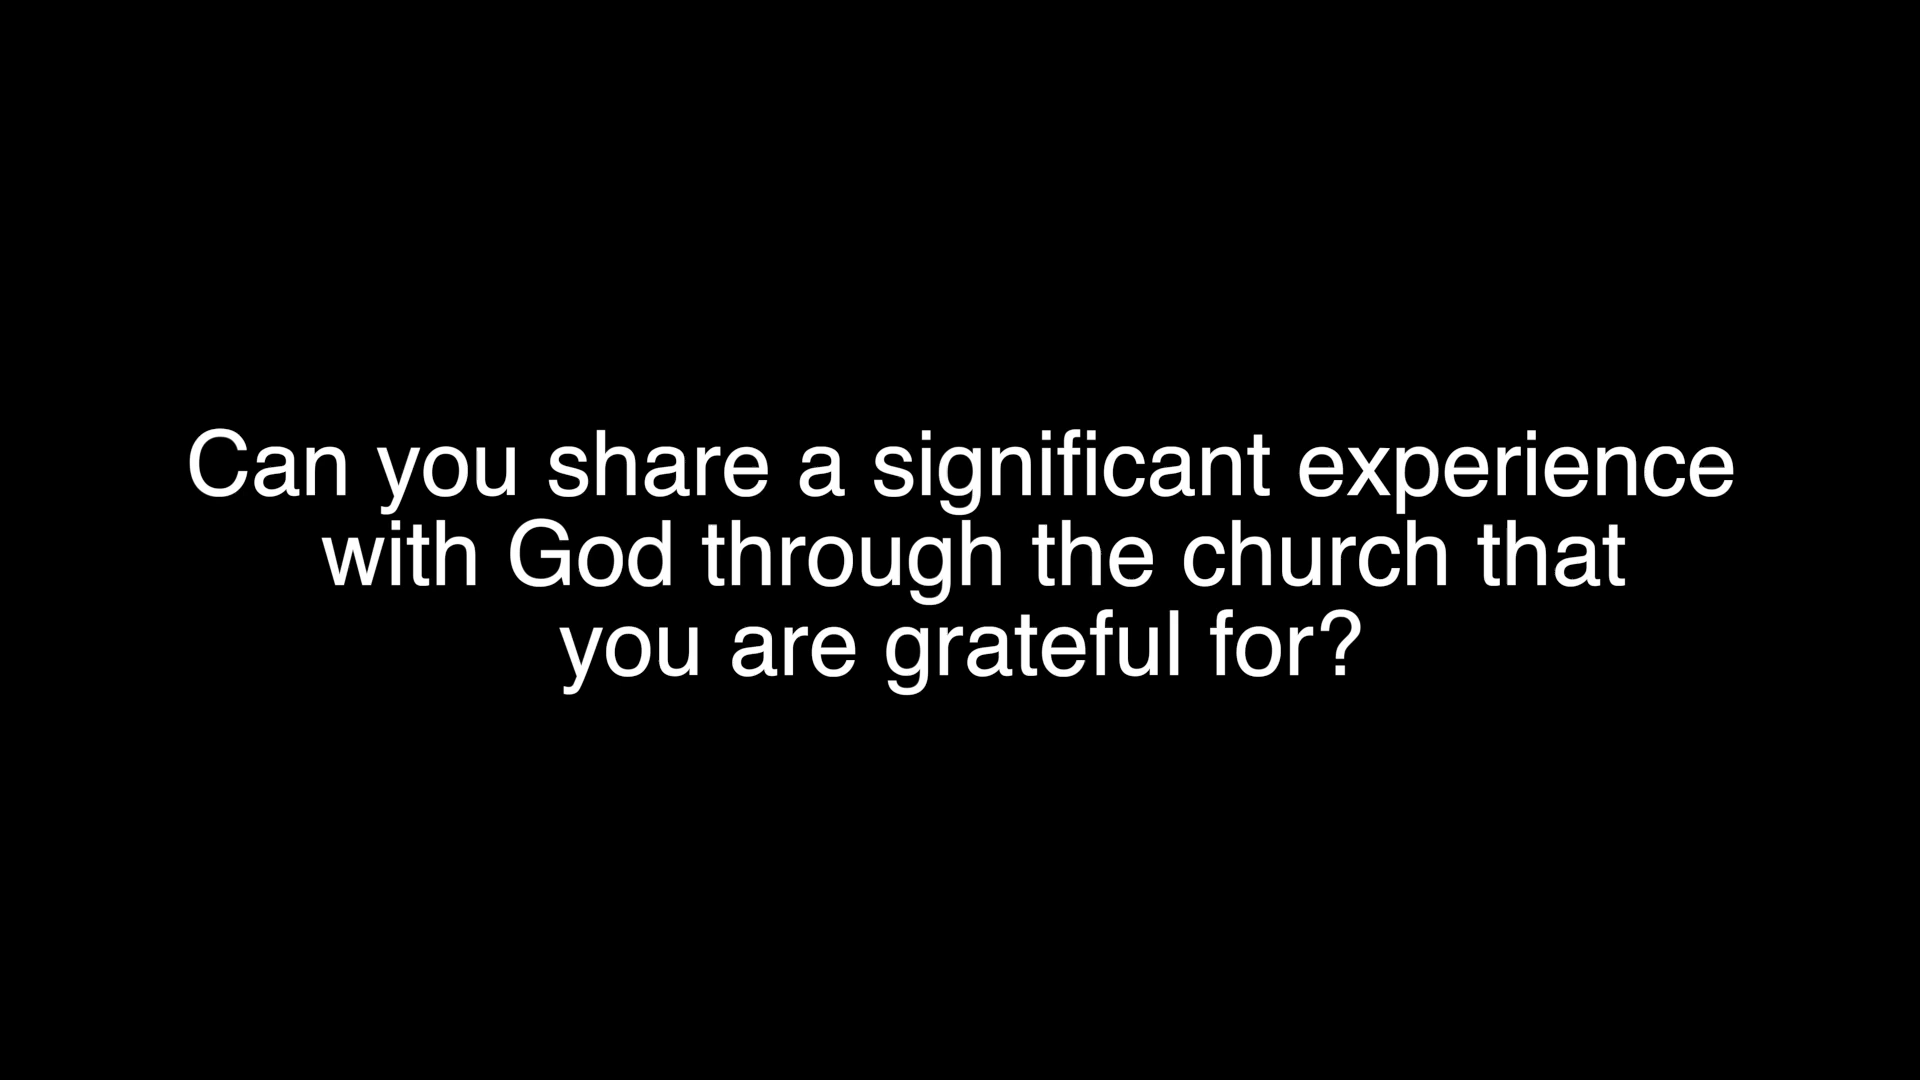 Can you share a significant experience
with God through the church that
you are grateful for?